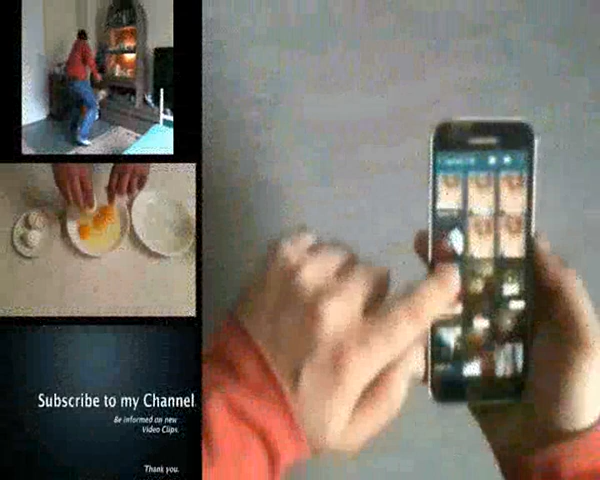 Subscribe to my Channel
Be informed on new
Video Clips.
Thank you.